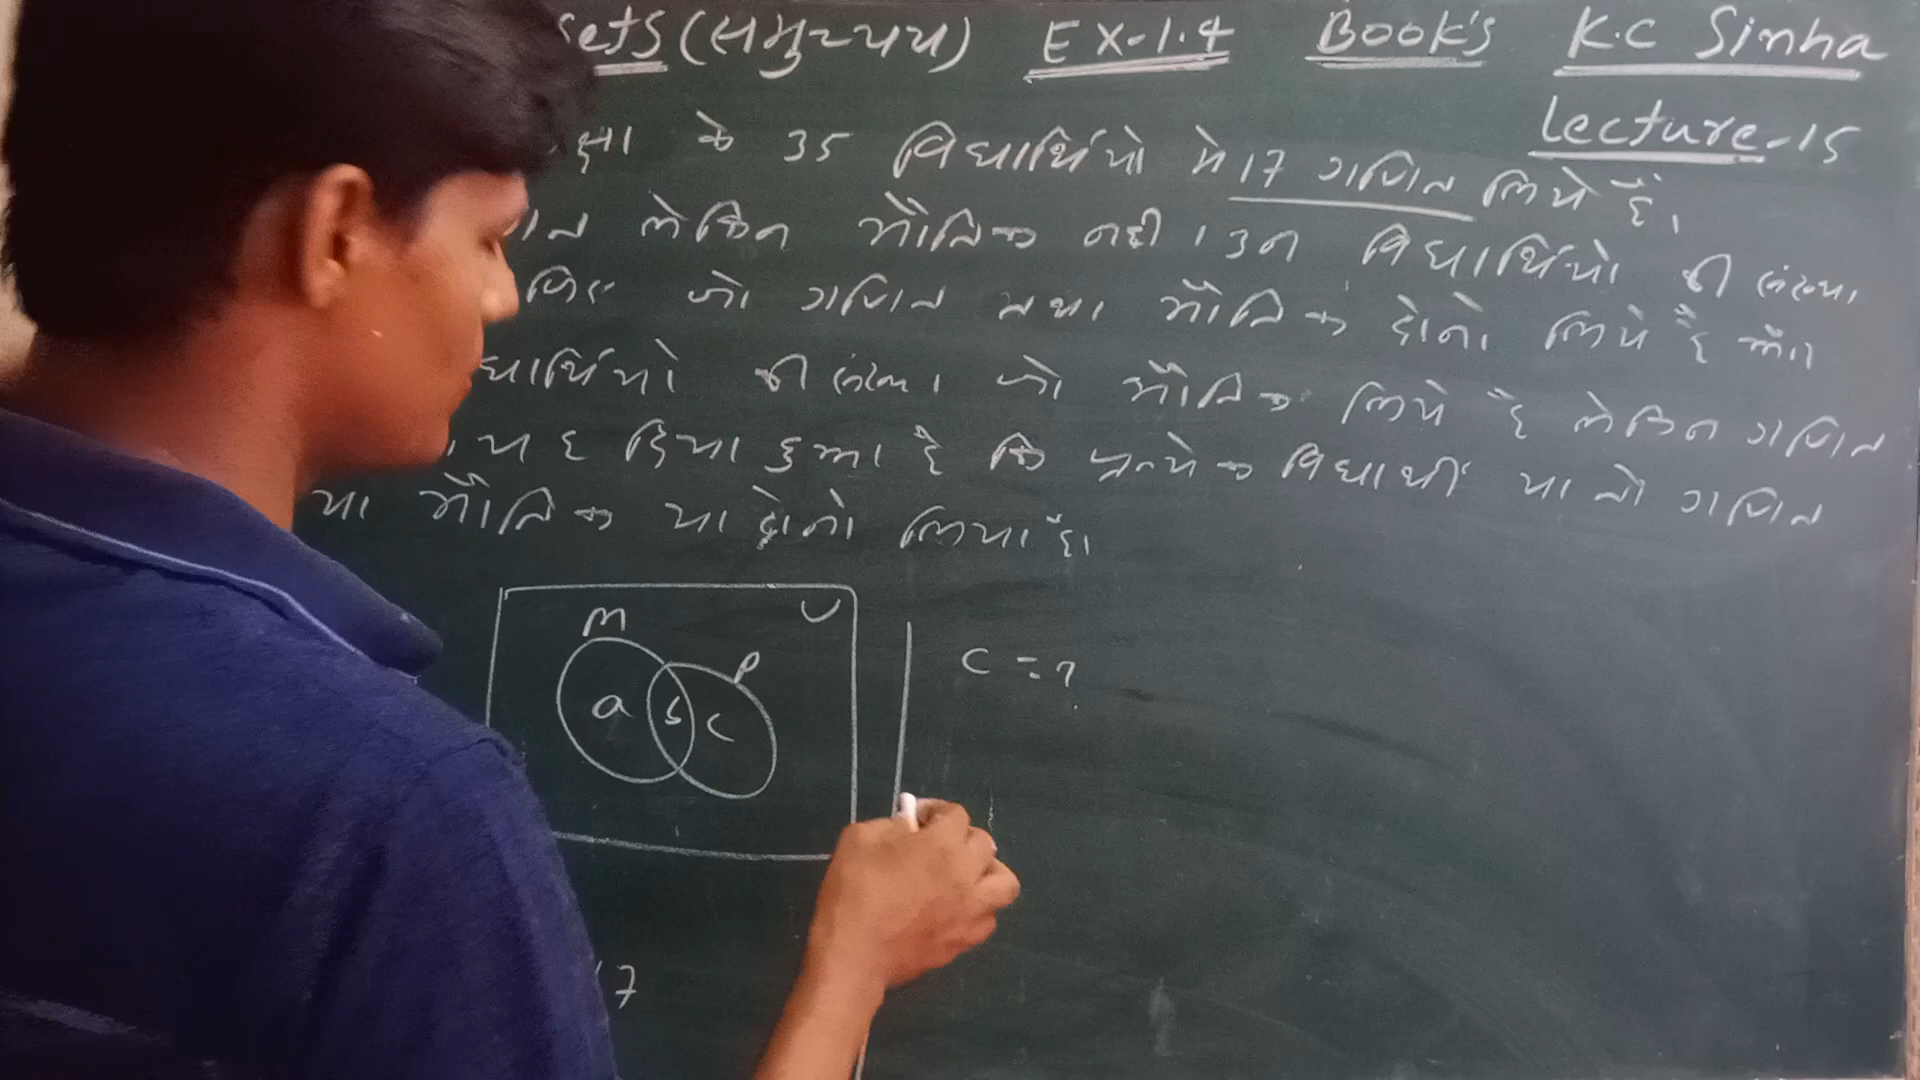 Sets (समुच्चय) EX-1.4 Book's K.C Sinha
Lecture-15
के 35 विद्यार्थियो मे 17 गणित लिये हैं।
लेकिन भौतिक नही । उन विद्यार्थियो की संख्या
जो गणित तथा भौतिक दोनो लिये है और
की संख्या जो भौतिक लिये है लेकिन गणित
यह दिया हुआ है कि प्रत्येक विद्यार्थी या तो गणित
या भौतिक या दोनो लिया है।
M U
P
a b c
C = ?
17